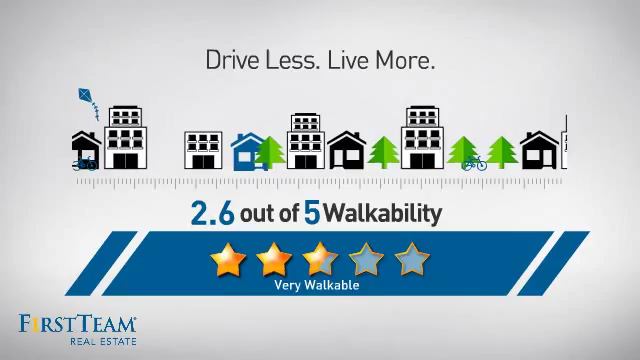 Drive Less. Live More.
2.6 out of 5 Walkability
Very Walkable
FIRSTTEAM®
REAL ESTATE